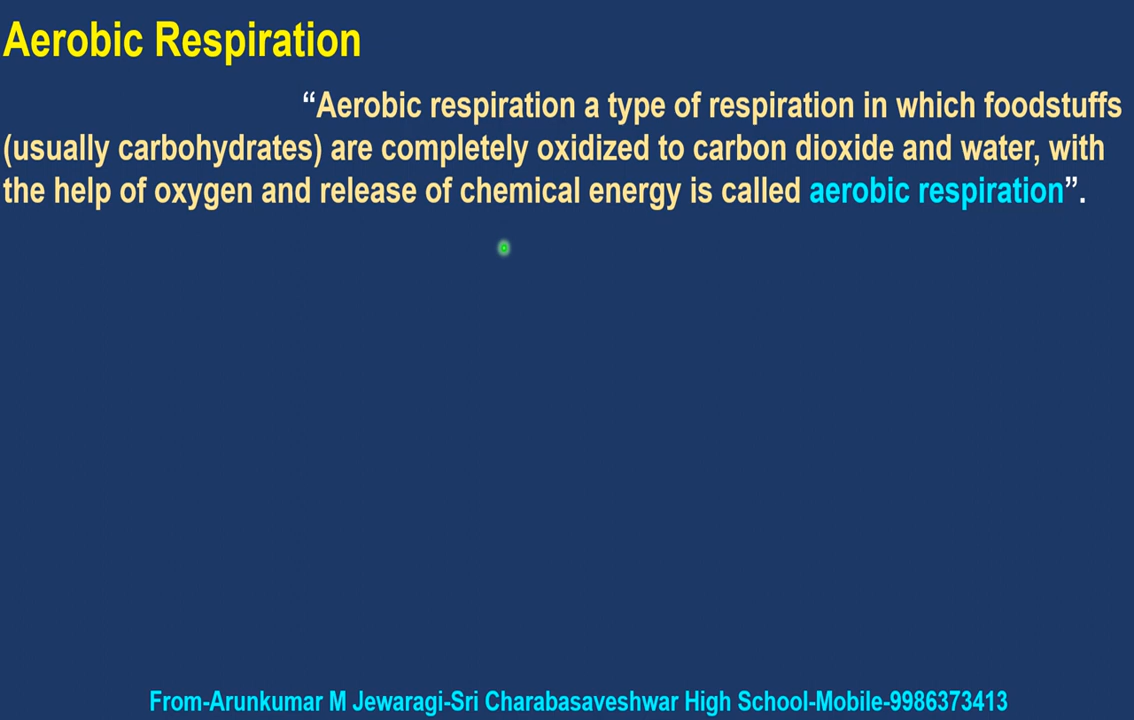 Aerobic Respiration
“Aerobic respiration a type of respiration in which foodstuffs
(usually carbohydrates) are completely oxidized to carbon dioxide and water, with
the help of oxygen and release of chemical energy is called aerobic respiration”.
From-Arunkumar M Jewaragi-Sri Charabasaveshwar High School-Mobile-9986373413